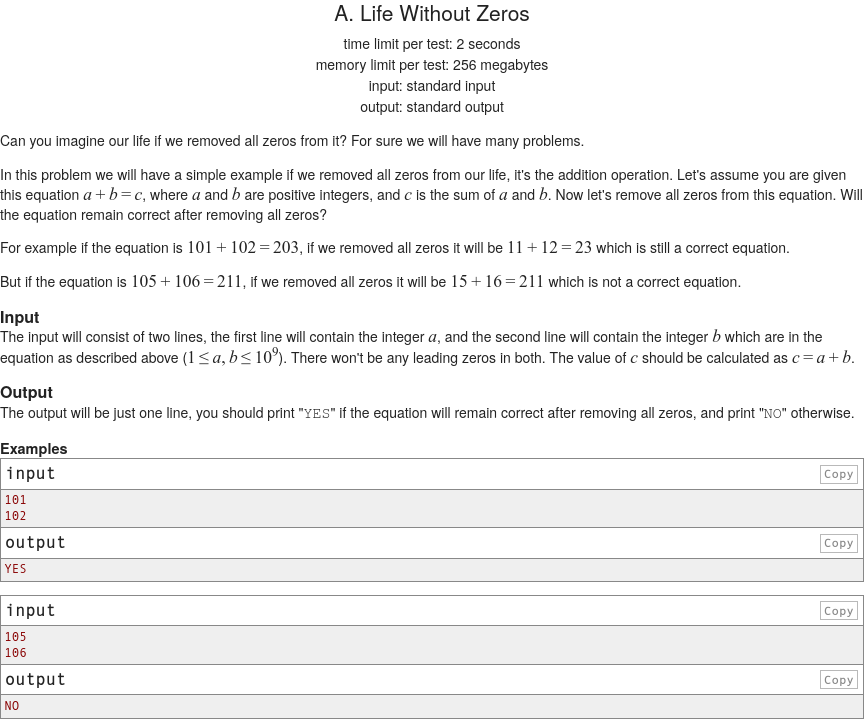 A. Life Without Zeros
time limit per test: 2 seconds
memory limit per test: 256 megabytes
input: standard input
output: standard output
Can you imagine our life if we removed all zeros from it? For sure we will have many problems.
In this problem we will have a simple example if we removed all zeros from our life, it's the addition operation. Let's assume you are given
this equation a + b = c, where a and b are positive integers, and c is the sum of a and b. Now let's remove all zeros from this equation. Will
the equation remain correct after removing all zeros?
For example if the equation is 101 + 102 = 203, if we removed all zeros it will be 11 + 12 = 23 which is still a correct equation.
But if the equation is 105 + 106 = 211, if we removed all zeros it will be 15 + 16 = 211 which is not a correct equation.
Input
The input will consist of two lines, the first line will contain the integer a, and the second line will contain the integer b which are in the
equation as described above (1 ≤ a, b ≤ 10⁹). There won't be any leading zeros in both. The value of c should be calculated as c = a + b.
Output
The output will be just one line, you should print "YES" if the equation will remain correct after removing all zeros, and print "NO" otherwise.
Examples
input Copy
101
102
output Copy
YES
input Copy
105
106
output Copy
NO